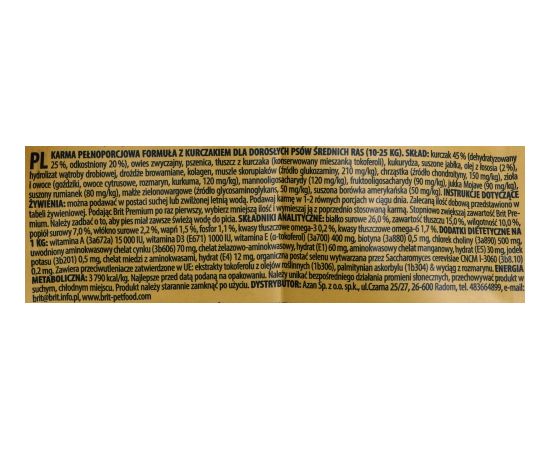 PL KARMA PEŁNOPORCJOWA FORMUŁA Z KURCZAKIEM DLA DOROSŁYCH PSÓW ŚREDNICH RAS (10-25 KG). SKŁAD: kurczak 45 % (dehydratyzowany
25 %, odkostniony 20 %), owies zwyczajny, pszenica, tłuszcz z kurczaka (konserwowany mieszanką tokoferoli), kukurydza, suszone jabłka, olej z łososia (2 %),
hydrolizat wątroby drobiowej, drożdże browarniane, kolagen, muszle skorupiaków (źródło glukozaminy, 210 mg/kg), chrząstka (źródło chondroityny, 150 mg/kg), zioła
i owoce (goździki, owoce cytrusowe, rozmaryn, kurkuma, 120 mg/kg), mannooligosacharydy (120 mg/kg), fruktooligosacharydy (90 mg/kg), jukka Mojave (90 mg/kg),
suszony rumianek (80 mg/kg), małże zielonowargowe (źródło glycosaminoglykans, 50 mg/kg), suszona borówka amerykańska (50 mg/kg). INSTRUKCJE DOTYCZĄCE
ŻYWIENIA: można podawać w postaci suchej lub zwilżonej letnią wodą. Podawaj karmę w 1-2 równych porcjach w ciągu dnia. Zalecaną ilość dobową przedstawiono w
tabeli żywieniowej. Podając Brit Premium po raz pierwszy, wybierz mniejszą ilość i wymieszaj ją z poprzednio stosowaną karmą. Stopniowo zwiększaj zawartość Brit Pre-
mium. Należy zadbać o to, aby pies miał zawsze świeżą wodę do picia. SKŁADNIKI ANALITYCZNE: białko surowe 26,0 %, zawartość tłuszczu 15,0 %, wilgotność 10,0 %,
popiół surowy 7,0 %, włókno surowe 2,2 %, wapń 1,5 %, fosfor 1,1 %, kwasy tłuszczowe omega-3 0,2 %, kwasy tłuszczowe omega-6 1,7 %. DODATKI DIETETYCZNE NA
1 KG: witamina A (3a672a) 15 000 IU, witamina D3 (E671) 1000 IU, witamina E (α-tokoferol) (3a700) 400 mg, biotyna (3a880) 0,5 mg, chlorek choliny (3a890) 500 mg,
uwodniony aminokwasowy chelat cynku (3b606) 70 mg, chelat żelazowo-aminokwasowy, hydrat (E1) 60 mg, aminokwasowy chelat manganowy, hydrat (E5) 30 mg, jodek
potasu (3b201) 0,5 mg, chelat miedzi z aminokwasami, hydrat (E4) 12 mg, organiczna postać selenu wytwarzana przez Saccharomyces cerevisiae CNCM I-3060 (3b8.10)
0,2 mg. Zawiera przeciwutleniacze zatwierdzone w UE: ekstrakty tokoferolu z olejów roślinnych (1b306), palmitynian askorbylu (1b304) & wyciąg z rozmarynu. ENERGIA
METABOLICZNA: 3 790 kcal/kg. Najlepsze przed datą podaną na opakowaniu. Należy unikać bezpośredniego działania promieni słonecznych, przechowywać produkt w
suchym, chłodnym miejscu. Produkt należy starannie zamknąć po użyciu. DYSTRYBUTOR: Azan Sp. z o.o. sp.k., ul.Czarna 25/27, 26-600 Radom, tel. 483664899, e-mail:
brit@brit.info.pl, www.brit-petfood.com